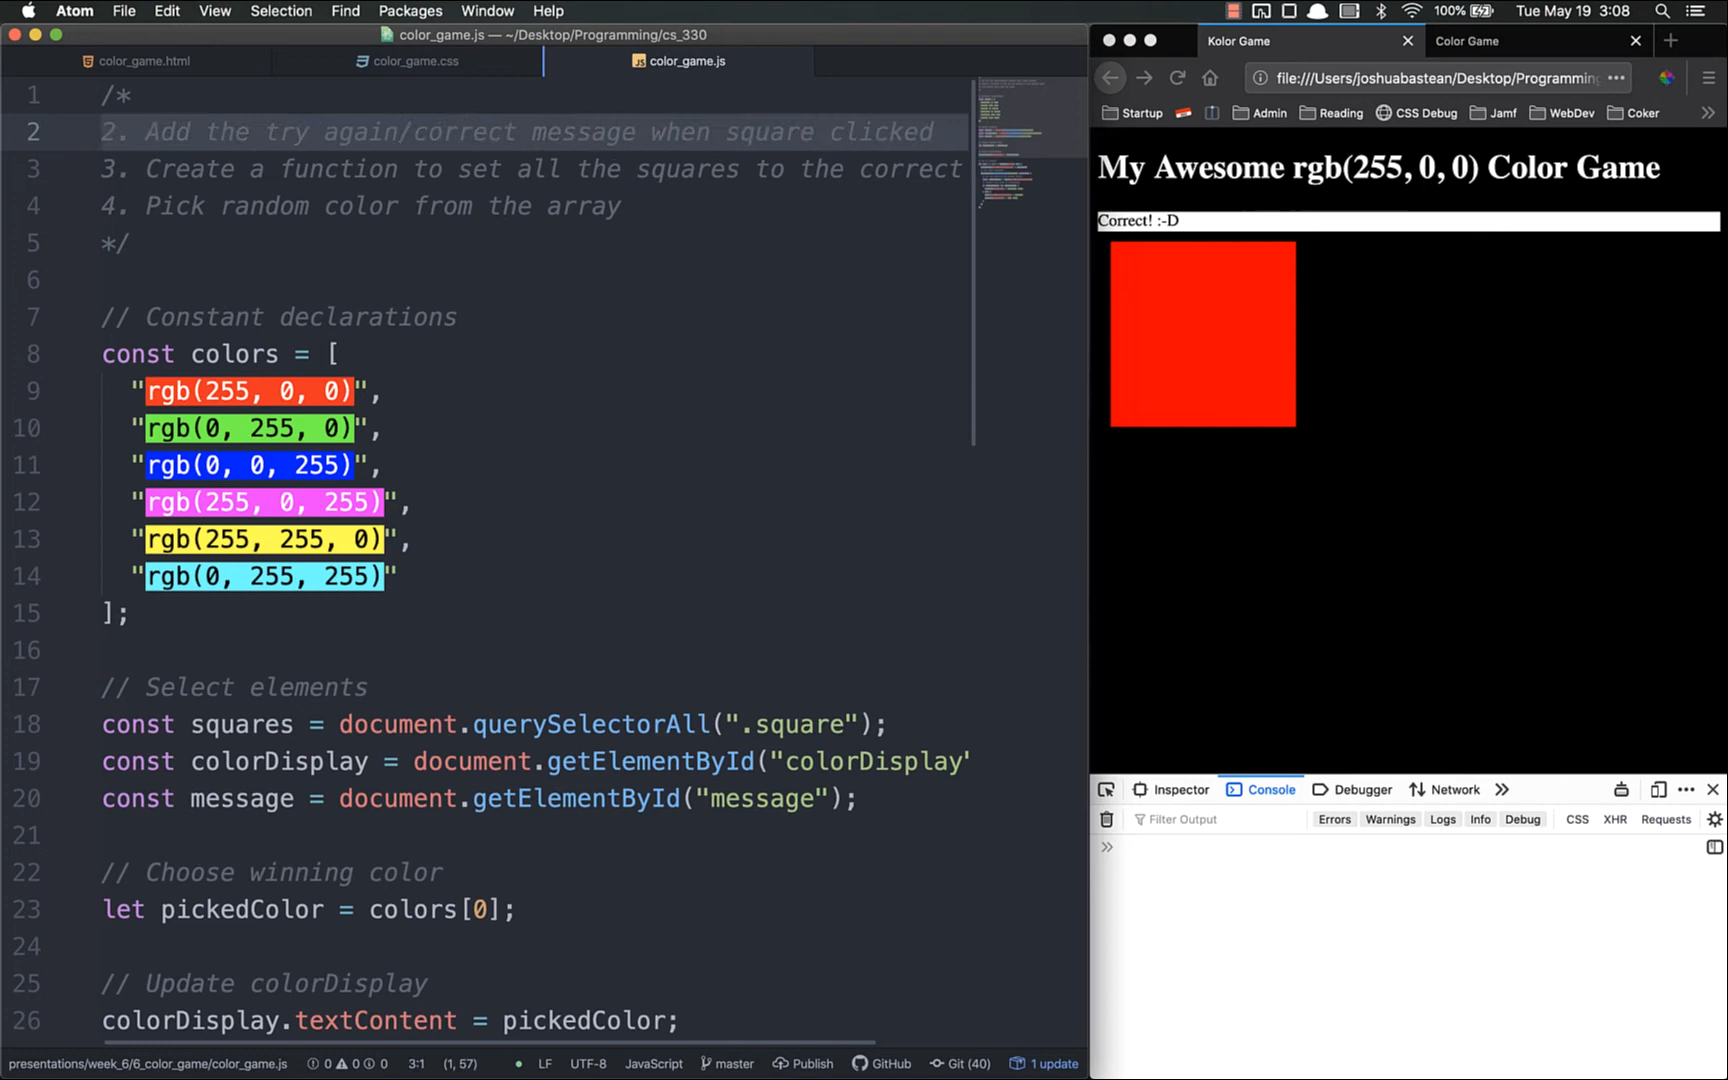 Atom File Edit View Selection Find Packages Window Help 100% Tue May 19 3:08
color_game.js — ~/Desktop/Programming/cs_330
color_game.html color_game.css color_game.js
1 /*
2 2. Add the try again/correct message when square clicked
3 3. Create a function to set all the squares to the correct
4 4. Pick random color from the array
5 */
6
7 // Constant declarations
8 const colors = [
9 "rgb(255, 0, 0)",
10 "rgb(0, 255, 0)",
11 "rgb(0, 0, 255)",
12 "rgb(255, 0, 255)",
13 "rgb(255, 255, 0)",
14 "rgb(0, 255, 255)"
15 ];
16
17 // Select elements
18 const squares = document.querySelectorAll(".square");
19 const colorDisplay = document.getElementById("colorDisplay"
20 const message = document.getElementById("message");
21
22 // Choose winning color
23 let pickedColor = colors[0];
24
25 // Update colorDisplay
26 colorDisplay.textContent = pickedColor;
presentations/week_6/6_color_game/color_game.js 0 0 0 3:1 (1, 57) LF UTF-8 JavaScript master Publish GitHub Git (40) 1 update
Kolor Game Color Game
file:///Users/joshuabastean/Desktop/Programmin
Startup Admin Reading CSS Debug Jamf WebDev Coker
My Awesome rgb(255, 0, 0) Color Game
Correct! :-D
Inspector Console Debugger Network
Filter Output Errors Warnings Logs Info Debug CSS XHR Requests